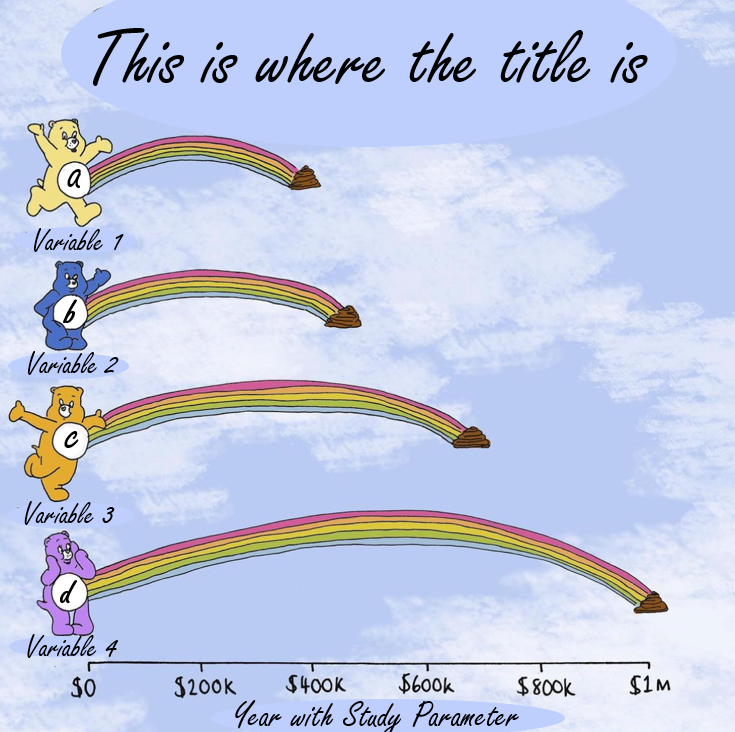 This is where the title is
a
Variable 1
b
Variable 2
c
Variable 3
d
Variable 4
$0 $200K $400K $600K $800K $1M
Year with Study Parameter